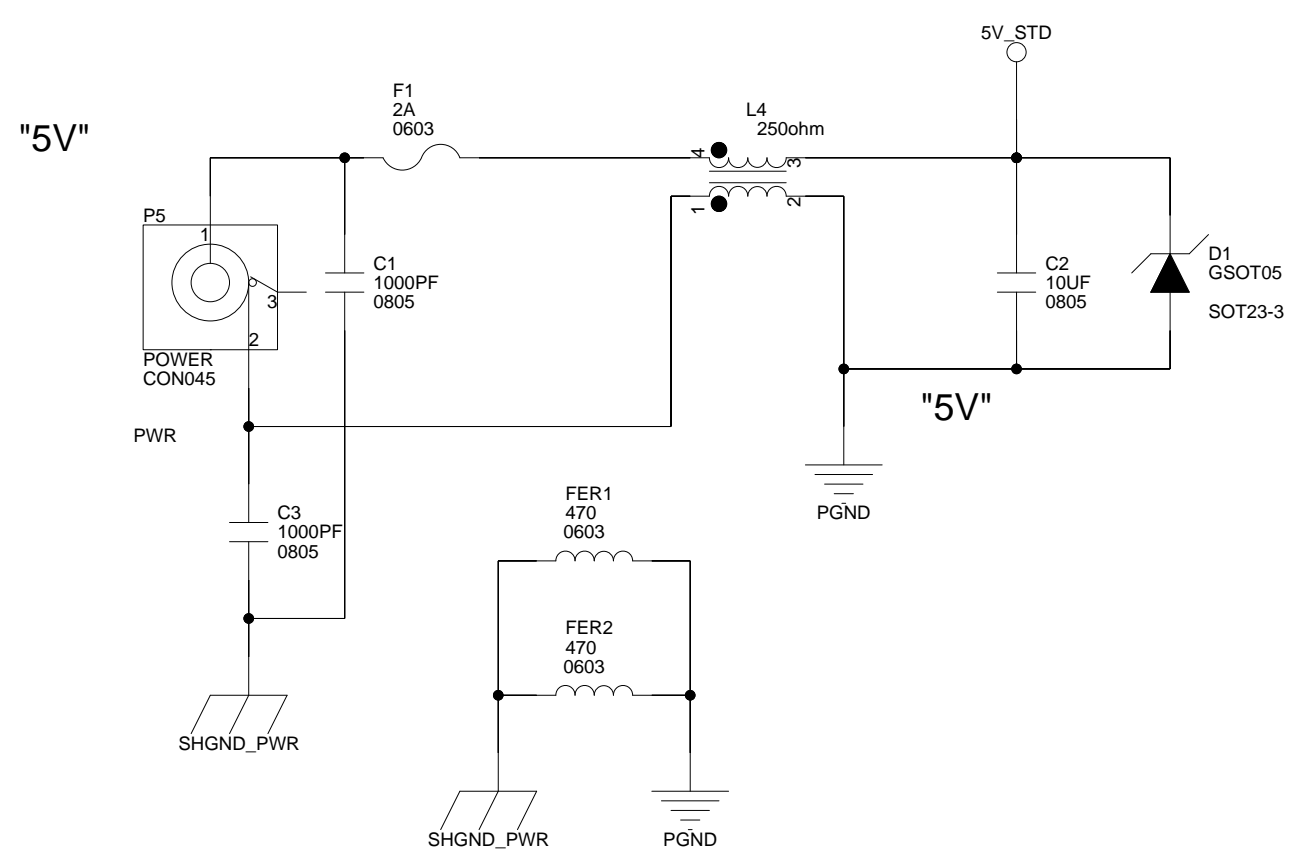 5V_STD
F1
2A
0603
L4
250ohm
"5V"
4
3
1
2
P5
1
3
2
POWER
CON045
C1
1000PF
0805
C2
10UF
0805
D1
GSOT05
SOT23-3
"5V"
PWR
PGND
C3
1000PF
0805
FER1
470
0603
FER2
470
0603
SHGND_PWR
SHGND_PWR
PGND